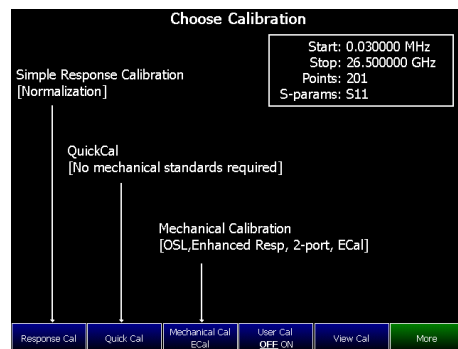 Choose Calibration
Start: 0.030000 MHz
Stop: 26.500000 GHz
Points: 201
S-params: S11
Simple Response Calibration
[Normalization]
QuickCal
[No mechanical standards required]
Mechanical Calibration
[OSL,Enhanced Resp, 2-port, ECal]
Response Cal
Quick Cal
Mechanical Cal
ECal
User Cal
OFF ON
View Cal
More